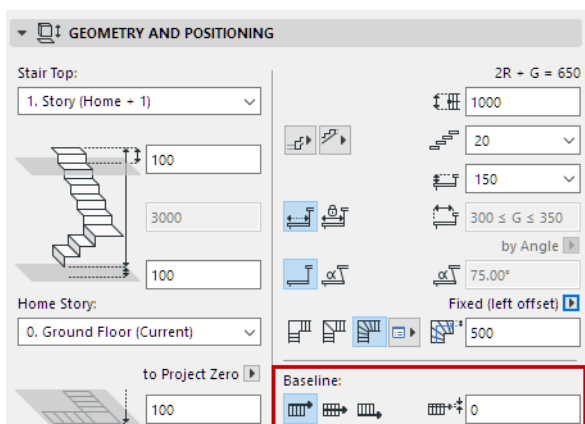 GEOMETRY AND POSITIONING
Stair Top:
1. Story (Home + 1)
100
3000
100
Home Story:
0. Ground Floor (Current)
to Project Zero
100
2R + G = 650
1000
20
150
300 ≤ G ≤ 350
by Angle
α
α
75.00°
Fixed (left offset)
500
Baseline:
0